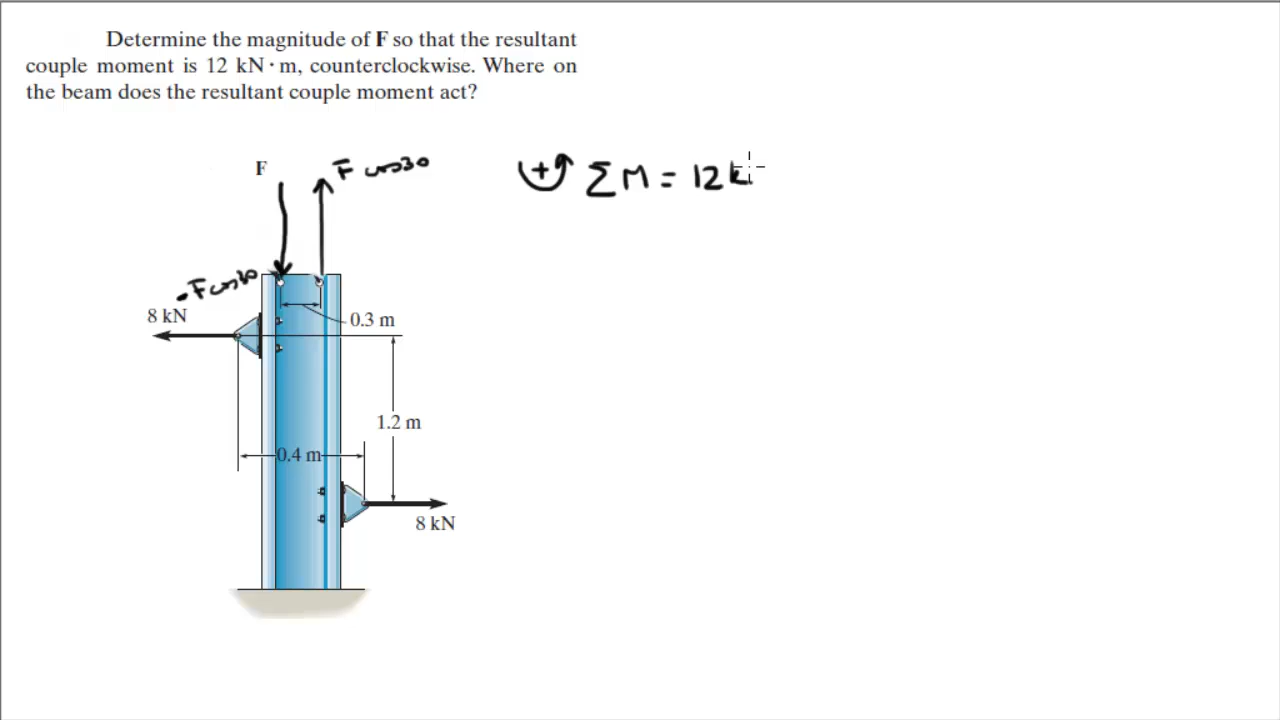 Determine the magnitude of F so that the resultant
couple moment is 12 kN · m, counterclockwise. Where on
the beam does the resultant couple moment act?
F
F cos30
+ ΣM = 12 k
-Fcos30
8 kN
0.3 m
1.2 m
0.4 m
8 kN